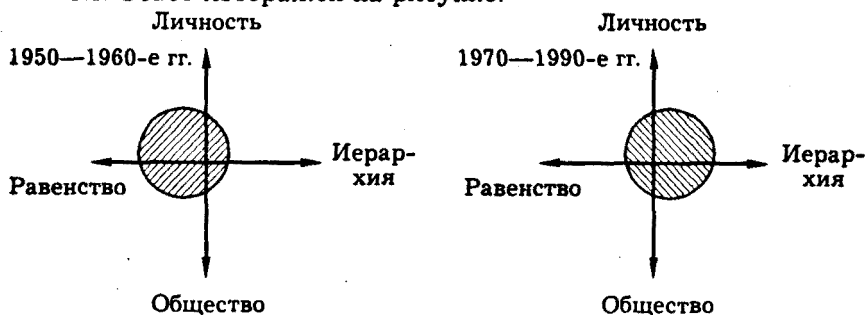 Личность
1950—1960-е гг.
Иерар-
хия
Равенство
Общество
Личность
1970—1990-е гг.
Иерар-
хия
Равенство
Общество